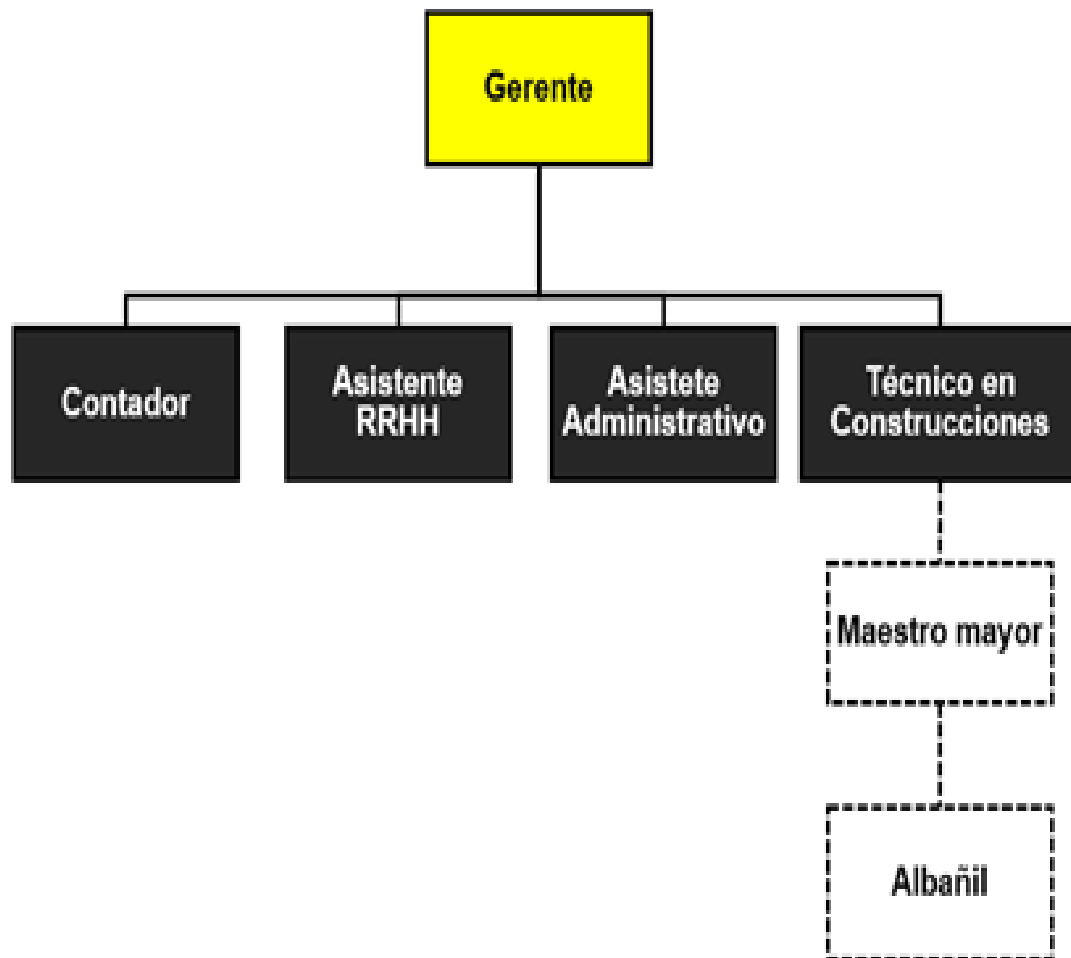 Gerente
Contador
Asistente
RRHH
Asistete
Administrativo
Técnico en
Construcciones
Maestro mayor
Albañil